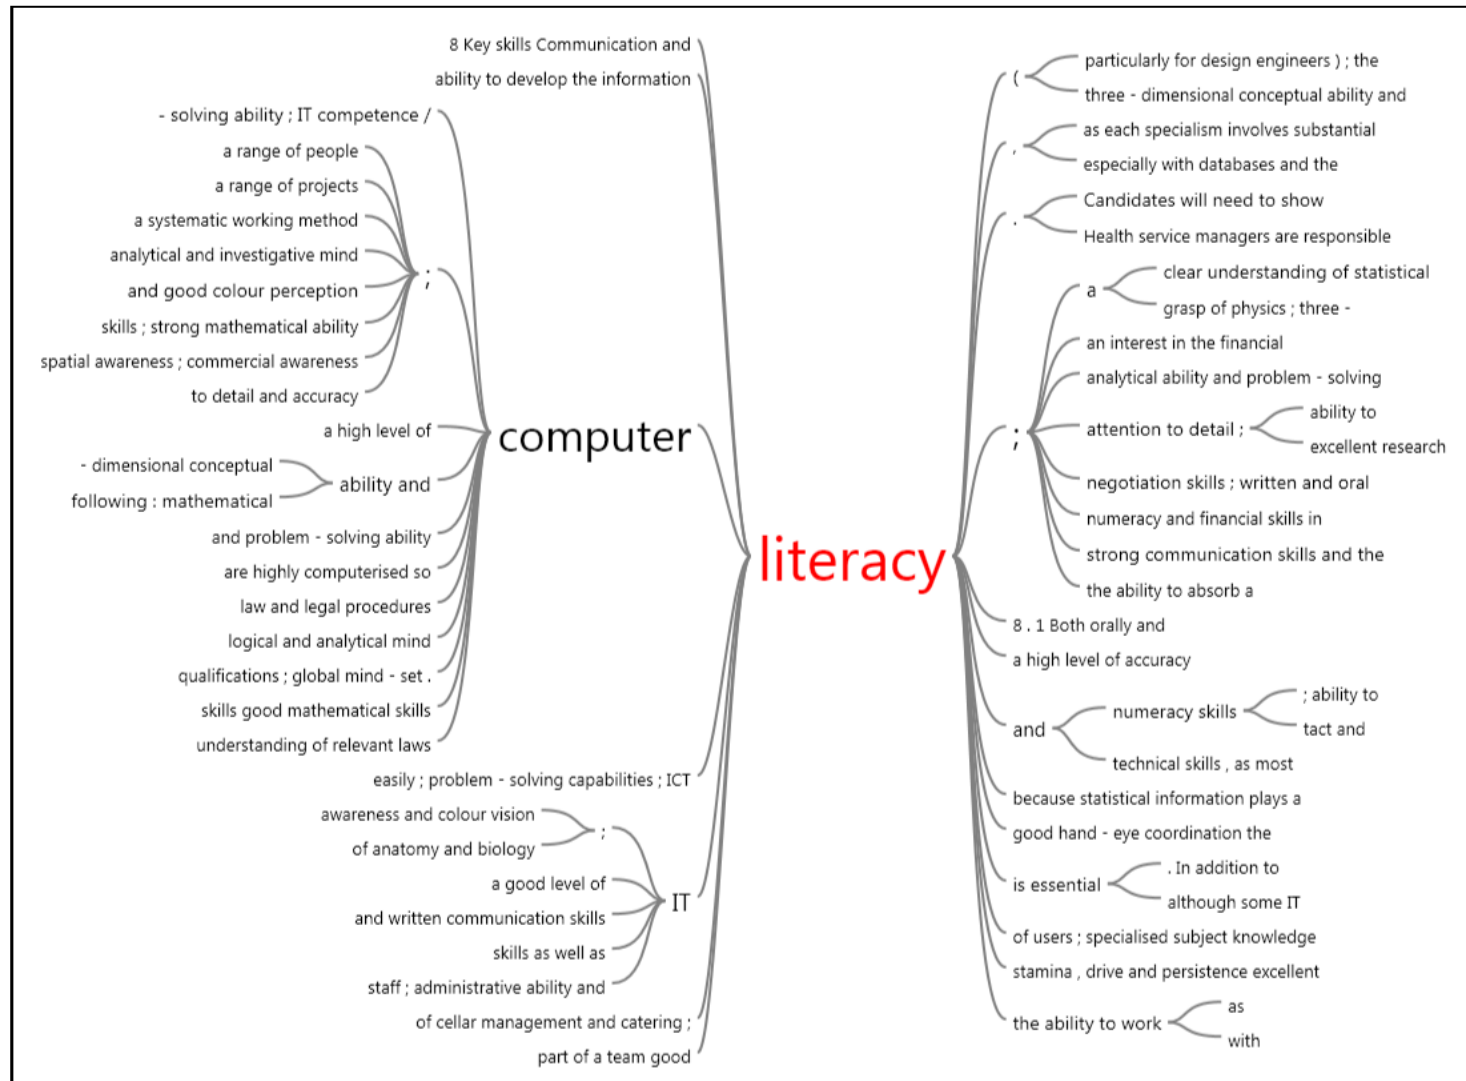 8 Key skills Communication and
ability to develop the information
- solving ability ; IT competence /
a range of people
a range of projects
a systematic working method
analytical and investigative mind
and good colour perception
skills ; strong mathematical ability
spatial awareness ; commercial awareness
to detail and accuracy
;
a high level of
- dimensional conceptual
following : mathematical
ability and
and problem - solving ability
are highly computerised so
law and legal procedures
logical and analytical mind
qualifications ; global mind - set .
skills good mathematical skills
understanding of relevant laws
computer
easily ; problem - solving capabilities ; ICT
awareness and colour vision
of anatomy and biology
;
a good level of
and written communication skills
skills as well as
staff ; administrative ability and
IT
of cellar management and catering ;
part of a team good
literacy
(
particularly for design engineers ) ; the
three - dimensional conceptual ability and
,
as each specialism involves substantial
especially with databases and the
.
Candidates will need to show
Health service managers are responsible
;
a
clear understanding of statistical
grasp of physics ; three -
an interest in the financial
analytical ability and problem - solving
attention to detail ;
ability to
excellent research
negotiation skills ; written and oral
numeracy and financial skills in
strong communication skills and the
the ability to absorb a
8 . 1 Both orally and
a high level of accuracy
and
numeracy skills
; ability to
tact and
technical skills , as most
because statistical information plays a
good hand - eye coordination the
is essential
. In addition to
although some IT
of users ; specialised subject knowledge
stamina , drive and persistence excellent
the ability to work
as
with